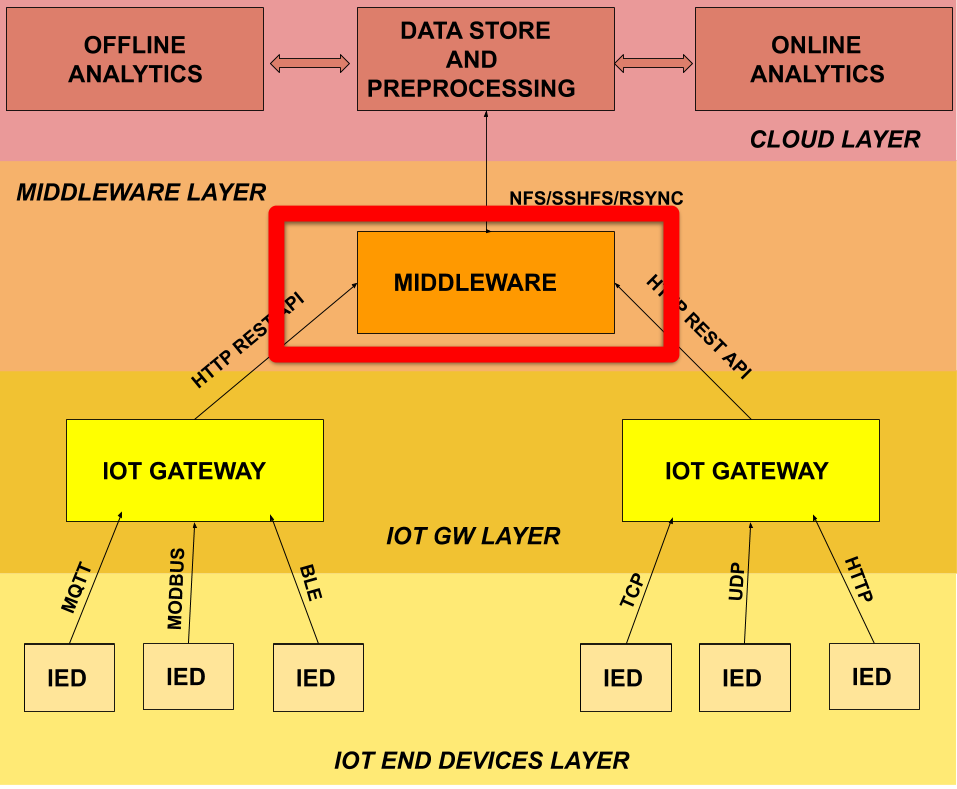 OFFLINE
ANALYTICS
DATA STORE
AND
PREPROCESSING
ONLINE
ANALYTICS
CLOUD LAYER
MIDDLEWARE LAYER
NFS/SSHFS/RSYNC
MIDDLEWARE
HTTP REST API
HTTP REST API
IOT GATEWAY
IOT GATEWAY
IOT GW LAYER
MQTT
MODBUS
BLE
TCP
UDP
HTTP
IED
IED
IED
IED
IED
IED
IOT END DEVICES LAYER